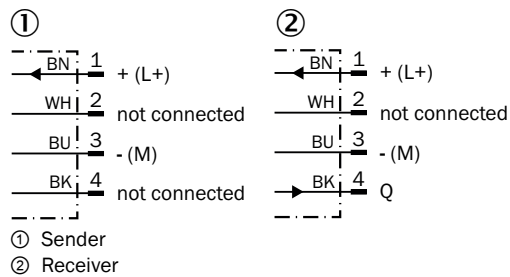 ① ②
BN 1 + (L+) BN 1 + (L+)
WH 2 not connected WH 2 not connected
BU 3 - (M) BU 3 - (M)
BK 4 not connected BK 4 Q
① Sender
② Receiver